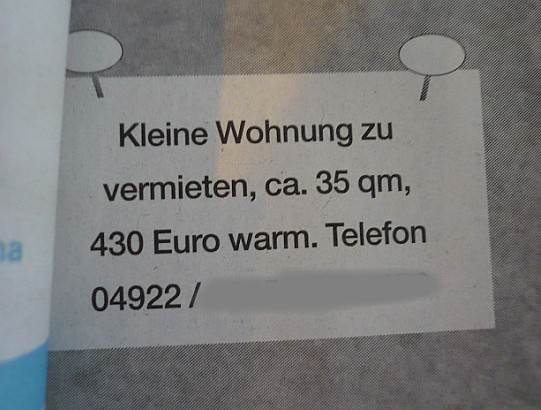 Kleine Wohnung zu
vermieten, ca. 35 qm,
430 Euro warm. Telefon
04922 /